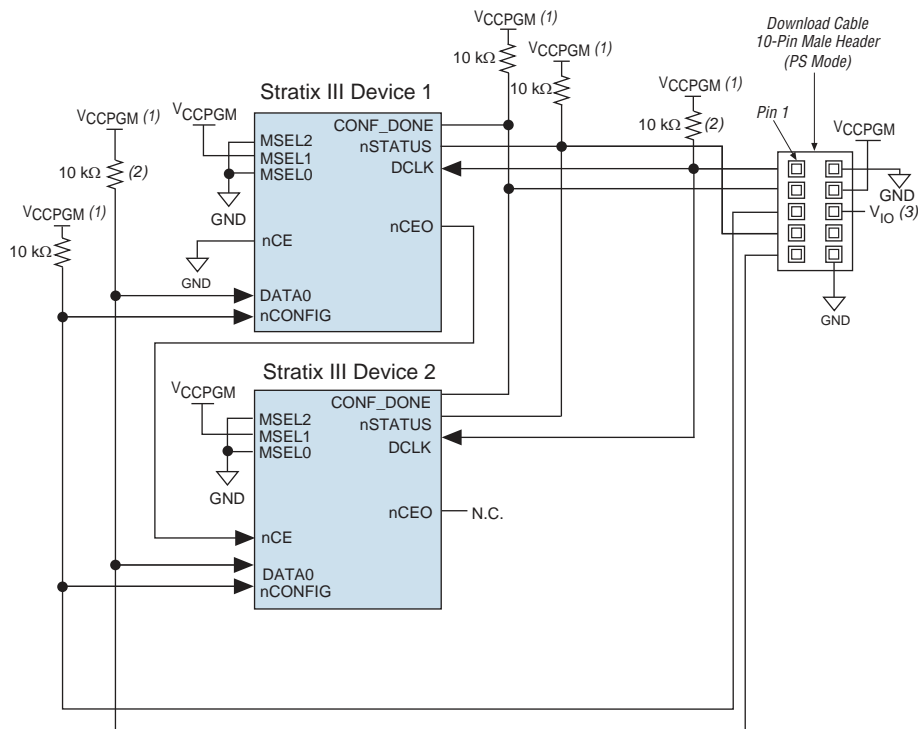 VCCPGM (1)
10 kΩ
VCCPGM (1)
10 kΩ
Download Cable
10-Pin Male Header
(PS Mode)
VCCPGM (1)
10 kΩ (2)
Pin 1
VCCPGM
GND
VIO (3)
GND
VCCPGM (1)
10 kΩ (2)
VCCPGM (1)
10 kΩ
Stratix III Device 1
VCCPGM
MSEL2
MSEL1
MSEL0
GND
nCE
GND
DATA0
nCONFIG
CONF_DONE
nSTATUS
DCLK
nCEO
Stratix III Device 2
VCCPGM
MSEL2
MSEL1
MSEL0
GND
nCE
DATA0
nCONFIG
CONF_DONE
nSTATUS
DCLK
nCEO
N.C.